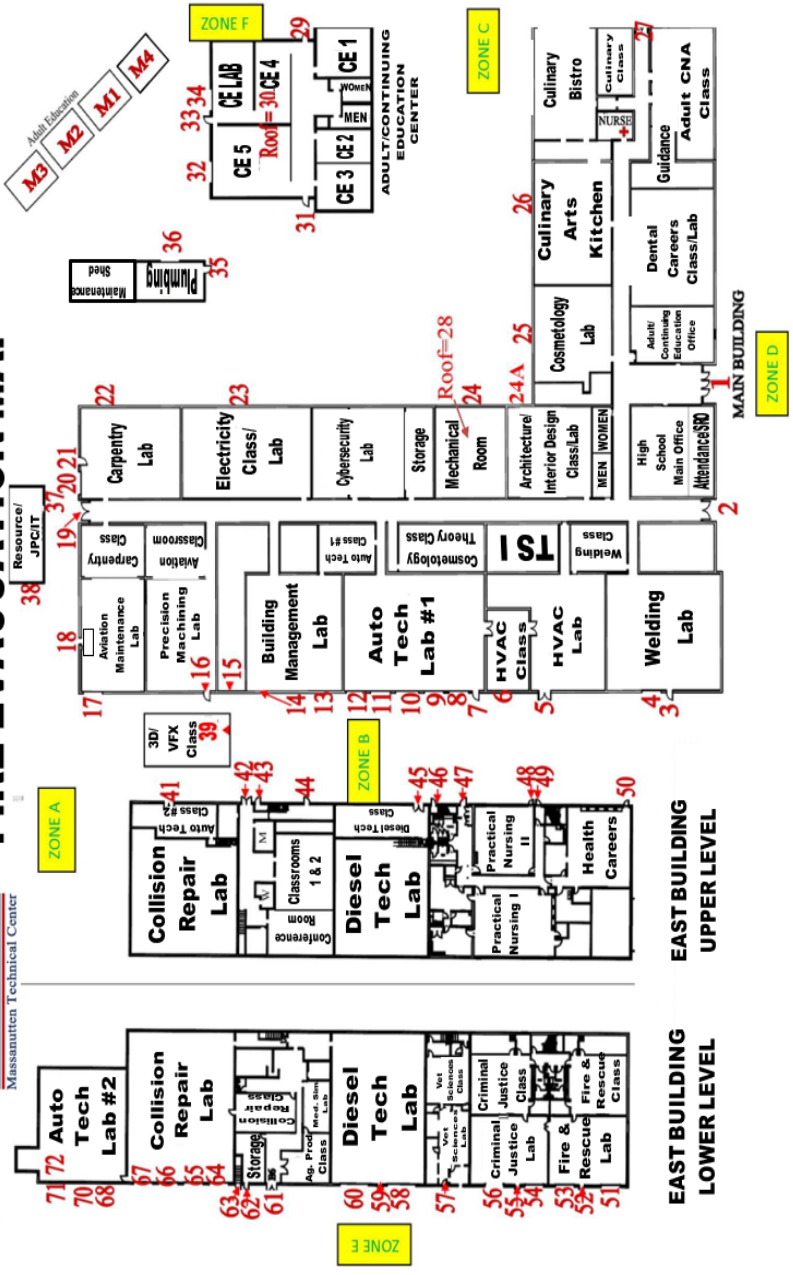 FIRE EVACUATION MAP
Massanutten Technical Center
ZONE F
29
Adult Education
M4
M1
M2
M3
33 34
32
CE LAB
CE 4
CE 5
Roof= 30
CE 1
WOMEN
MEN
CE 2
CE 3
31
ADULT/CONTINUING
EDUCATION
CENTER
ZONE C
27
Culinary
Bistro
Culinary
Class
NURSE
Adult CNA
Class
Guidance
26
Culinary
Arts
Kitchen
Dental
Careers
Class/Lab
25
Cosmetology
Lab
Adult/
Continuing
Education
Office
24A
1
MAIN BUILDING
ZONE D
36
35
Maintenance
Shed
Plumbing
Roof=28
22
23
24
20 21
37
19
Carpentry
Lab
Electricity
Class/
Lab
Cybersecurity
Lab
Storage
Mechanical
Room
Architecture/
Interior Design
Class/Lab
MEN
WOMEN
High
School
Main Office
Attendance/SRO
2
Resource/
JPC/IT
38
Carpentry
Class
Aviation
Classroom
Auto Tech
Class #1
Cosmetology
Theory Class
TSI
Welding
Class
18
Aviation
Maintenance
Lab
Precision
Machining
Lab
Building
Management
Lab
Auto
Tech
Lab #1
HVAC
Class
HVAC
Lab
Welding
Lab
17
16
15
14
13
12
11
10
9
8
7
6
5
4
3
3D/
VFX
Class
39
ZONE A
ZONE B
41
42
43
44
45
46
47
48
49
50
Auto Tech
Class #2
Collision
Repair
Lab
M
W
Classrooms
1 & 2
Conference
Room
Diesel Tech
Class
Diesel
Tech
Lab
Practical
Nursing
II
Practical
Nursing I
Health
Careers
EAST BUILDING
UPPER LEVEL
Auto
Tech
Lab #2
Collision
Repair
Lab
Collision
Repair
Class
Storage
Med. Sim
Lab
Ag. Prod
Class
Diesel
Tech
Lab
Vet
Sciences
Class
Vet
Sciences
Lab
Criminal
Justice
Class
Criminal
Justice
Lab
Fire &
Rescue
Class
Fire &
Rescue
Lab
71
72
70
68
67
66
65
64
63
62
61
60
59
58
57
56
55
54
53
52
51
EAST BUILDING
LOWER LEVEL
ZONE E